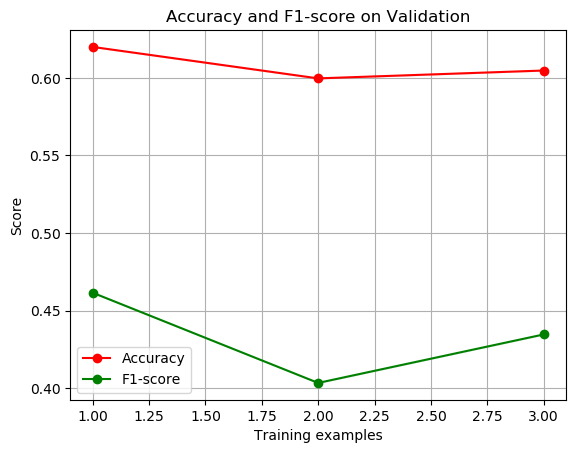 Accuracy and F1-score on Validation
Score
0.60
0.55
0.50
0.45
0.40
Accuracy
F1-score
1.00 1.25 1.50 1.75 2.00 2.25 2.50 2.75 3.00
Training examples